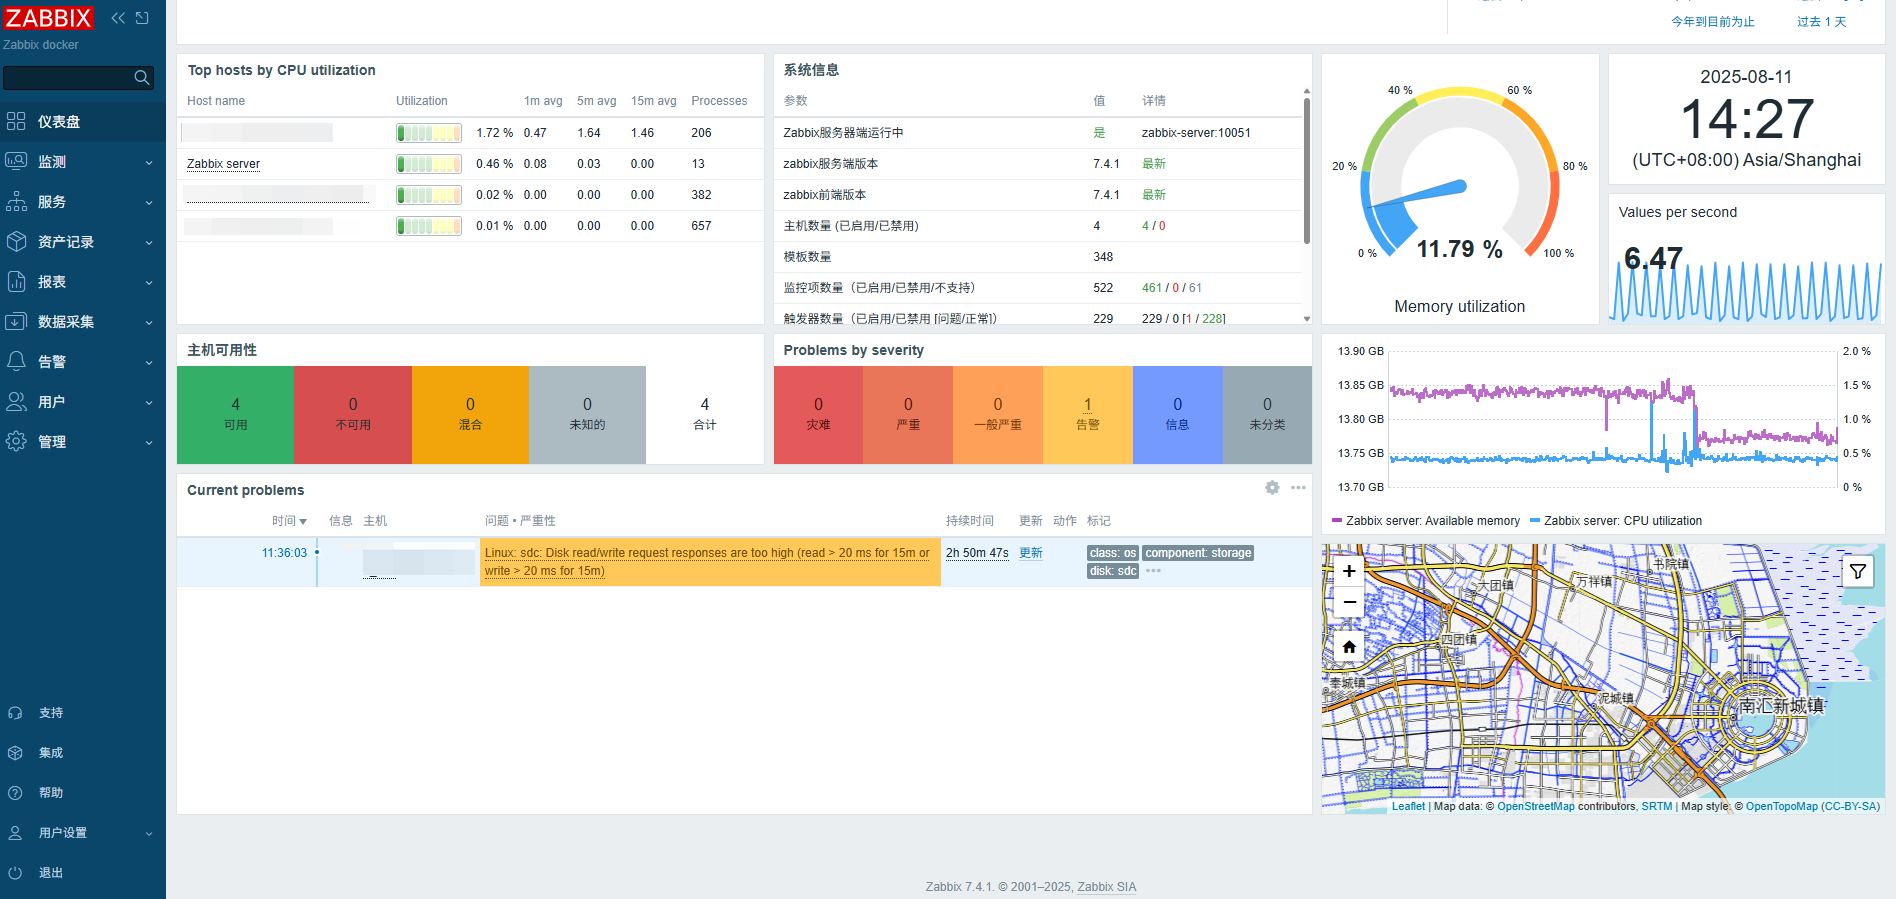 ZABBIX
Zabbix docker
仪表盘
监测
服务
资产记录
报表
数据采集
告警
用户
管理
支持
集成
帮助
用户设置
退出
今年到目前为止 过去 1 天
Top hosts by CPU utilization
Host name Utilization 1m avg 5m avg 15m avg Processes
1.72 % 0.47 1.64 1.46 206
Zabbix server 0.46 % 0.08 0.03 0.00 13
0.02 % 0.00 0.00 0.00 382
0.01 % 0.00 0.00 0.00 657
系统信息
参数 值 详情
Zabbix服务器端运行中 是 zabbix-server:10051
zabbix服务端版本 7.4.1 最新
zabbix前端版本 7.4.1 最新
主机数量 (已启用/已禁用) 4 4 / 0
模板数量 348
监控项数量（已启用/已禁用/不支持） 522 461 / 0 / 61
触发器数量（已启用/已禁用 [问题/正常]） 229 229 / 0 [1 / 228]
0 %
20 %
40 %
60 %
80 %
100 %
11.79 %
Memory utilization
2025-08-11
14:27
(UTC+08:00) Asia/Shanghai
Values per second
6.47
主机可用性
4 0 0 0 4
可用 不可用 混合 未知的 合计
Problems by severity
0 0 0 1 0 0
灾难 严重 一般严重 告警 信息 未分类
13.90 GB 2.0 %
13.85 GB 1.5 %
13.80 GB 1.0 %
13.75 GB 0.5 %
13.70 GB 0 %
Zabbix server: Available memory Zabbix server: CPU utilization
Current problems
时间 信息 主机 问题 • 严重性 持续时间 更新 动作 标记
11:36:03 Linux: sdc: Disk read/write request responses are too high (read > 20 ms for 15m or 2h 50m 47s 更新 class: os component: storage
write > 20 ms for 15m) disk: sdc
+
−
书院镇
万祥镇
大团镇
四团镇
奉城镇
泥城镇
南汇新城镇
Leaflet | Map data: © OpenStreetMap contributors, SRTM | Map style: © OpenTopoMap (CC-BY-SA)
Zabbix 7.4.1. © 2001–2025, Zabbix SIA